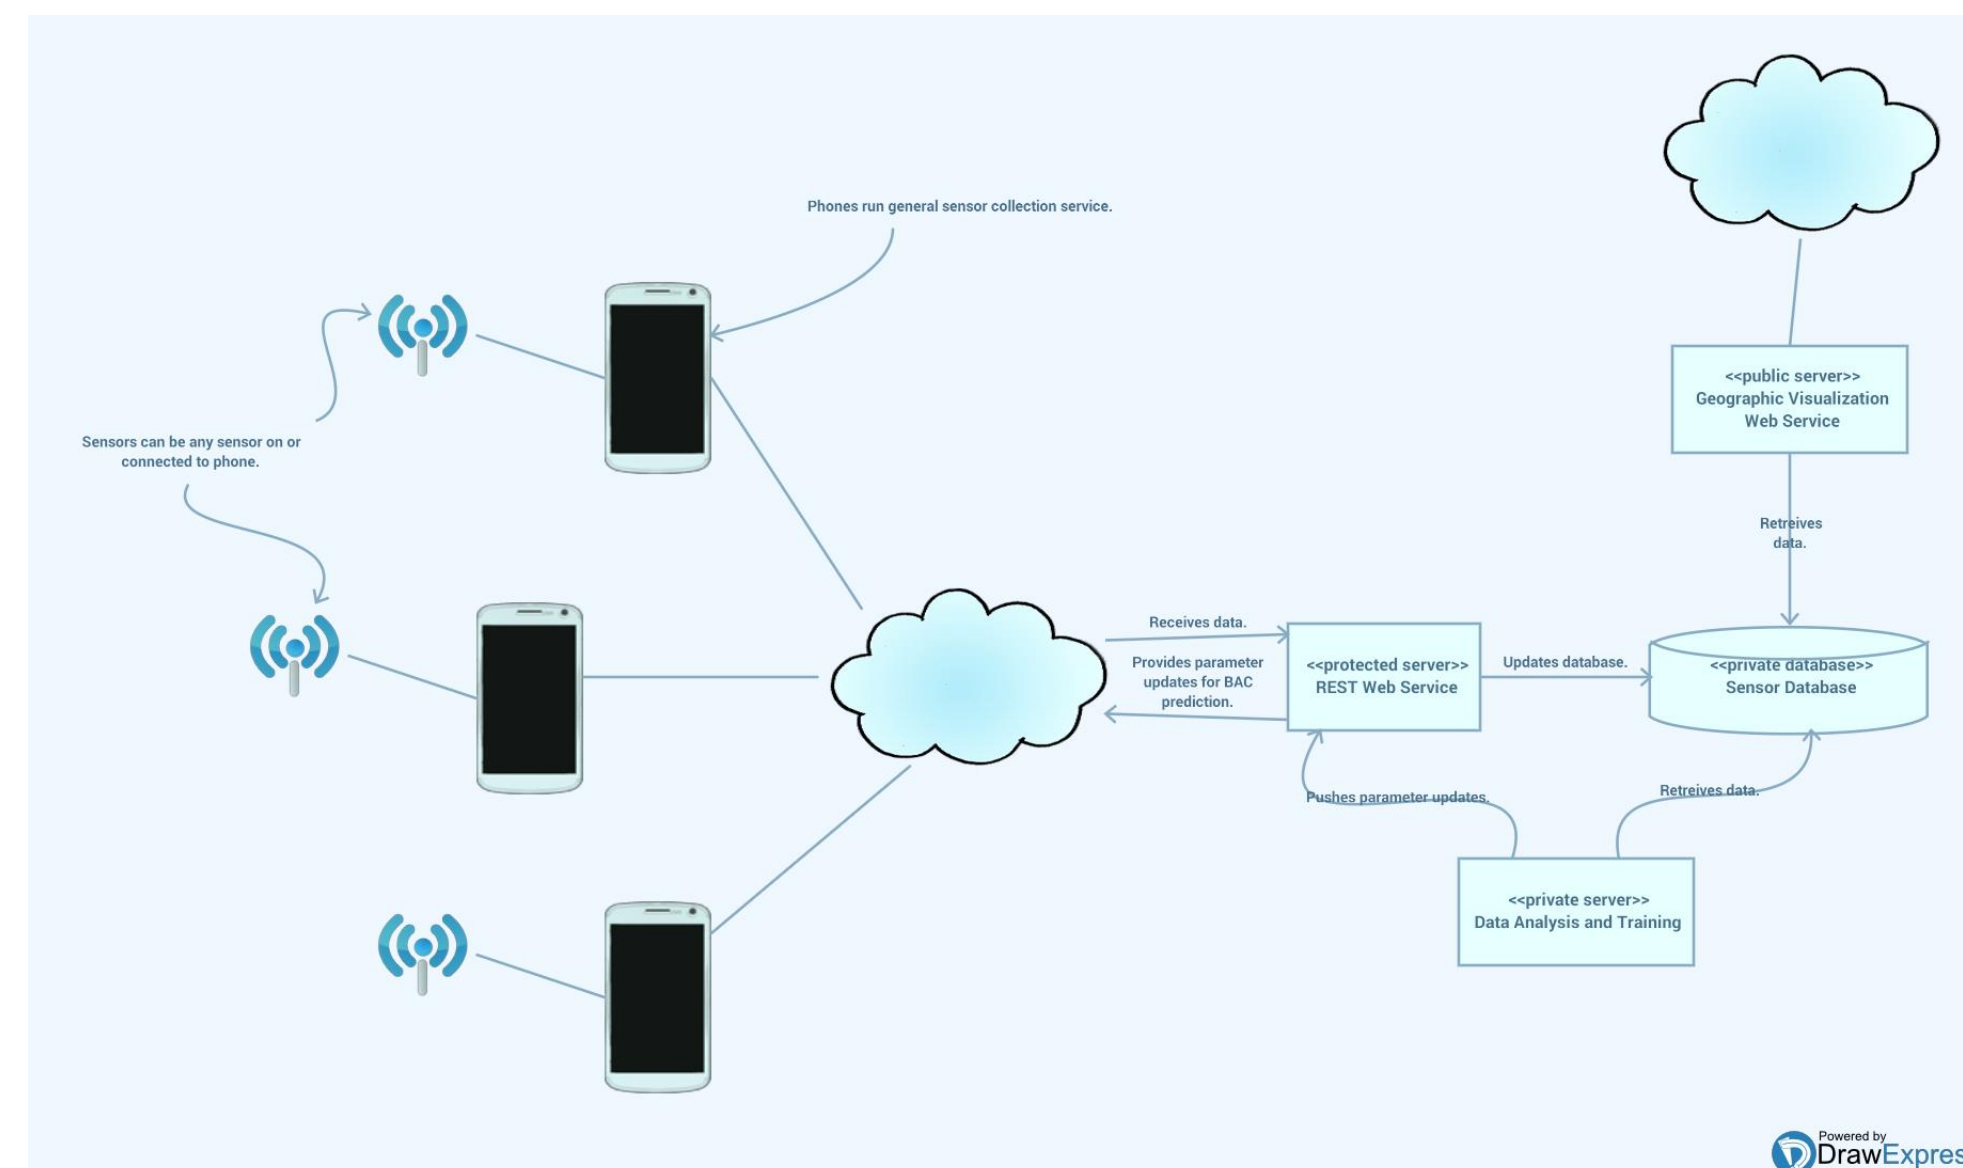 Phones run general sensor collection service.
<<public server>>
Geographic Visualization
Web Service
Sensors can be any sensor on or
connected to phone.
Retreives
data.
Receives data.
Provides parameter
updates for BAC
prediction.
<<protected server>>
REST Web Service
Updates database.
<<private database>>
Sensor Database
Pushes parameter updates.
Retreives data.
<<private server>>
Data Analysis and Training
Powered by
DrawExpres